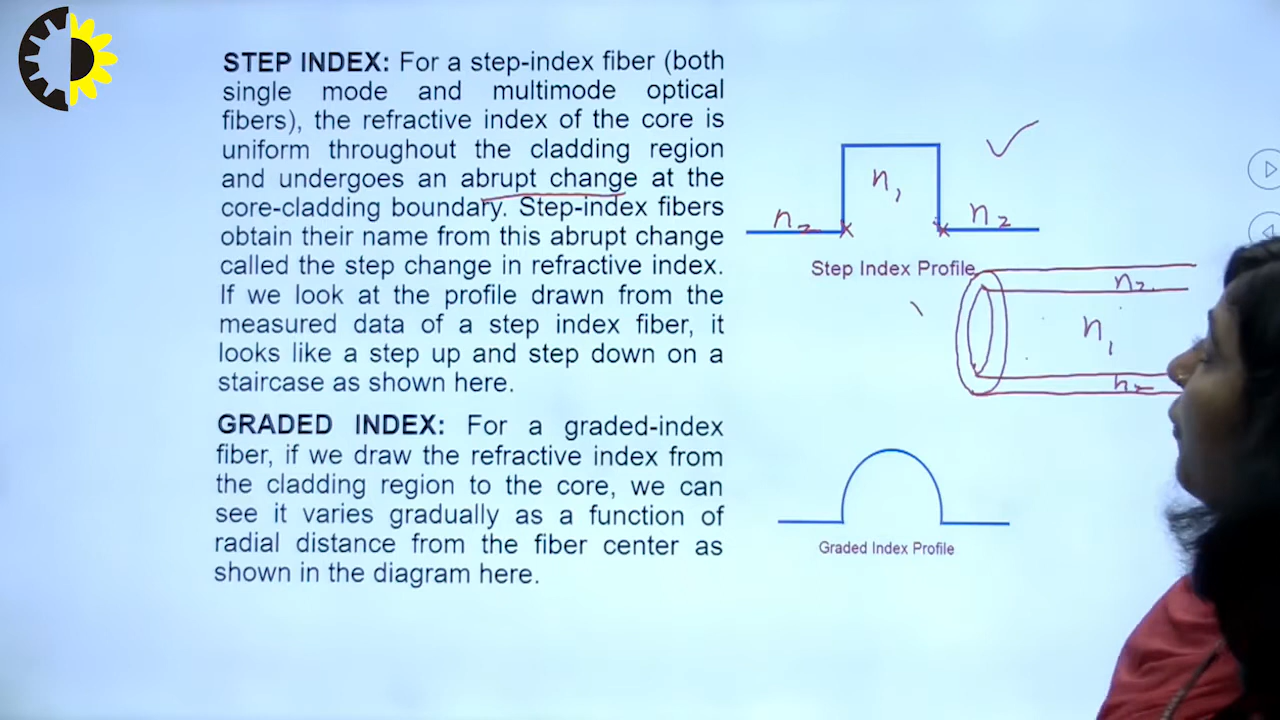 STEP INDEX: For a step-index fiber (both
single mode and multimode optical
fibers), the refractive index of the core is
uniform throughout the cladding region
and undergoes an abrupt change at the
core-cladding boundary. Step-index fibers
obtain their name from this abrupt change
called the step change in refractive index.
If we look at the profile drawn from the
measured data of a step index fiber, it
looks like a step up and step down on a
staircase as shown here.
GRADED INDEX: For a graded-index
fiber, if we draw the refractive index from
the cladding region to the core, we can
see it varies gradually as a function of
radial distance from the fiber center as
shown in the diagram here.
n₁
n₂ n₂
Step Index Profile
n₂
n₁
n₂
Graded Index Profile